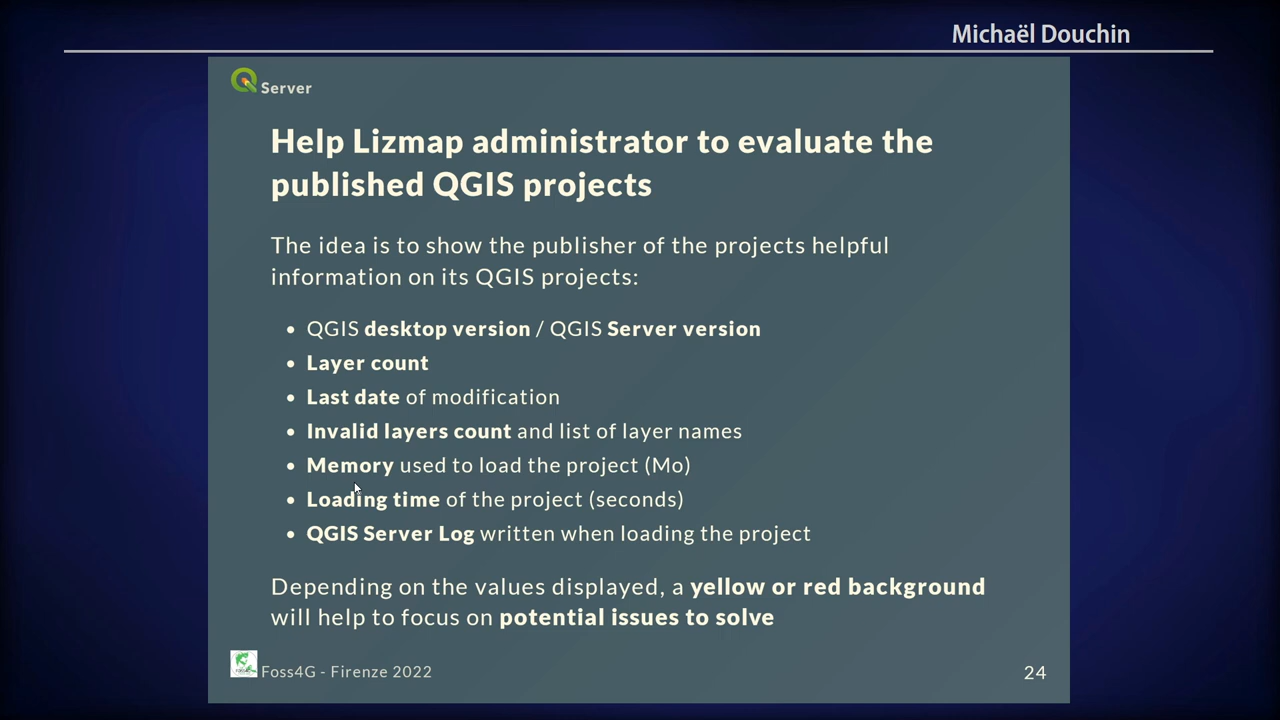 Michaël Douchin
Server
Help Lizmap administrator to evaluate the
published QGIS projects
The idea is to show the publisher of the projects helpful
information on its QGIS projects:
• QGIS desktop version / QGIS Server version
• Layer count
• Last date of modification
• Invalid layers count and list of layer names
• Memory used to load the project (Mo)
• Loading time of the project (seconds)
• QGIS Server Log written when loading the project
Depending on the values displayed, a yellow or red background
will help to focus on potential issues to solve
Foss4G - Firenze 2022
24